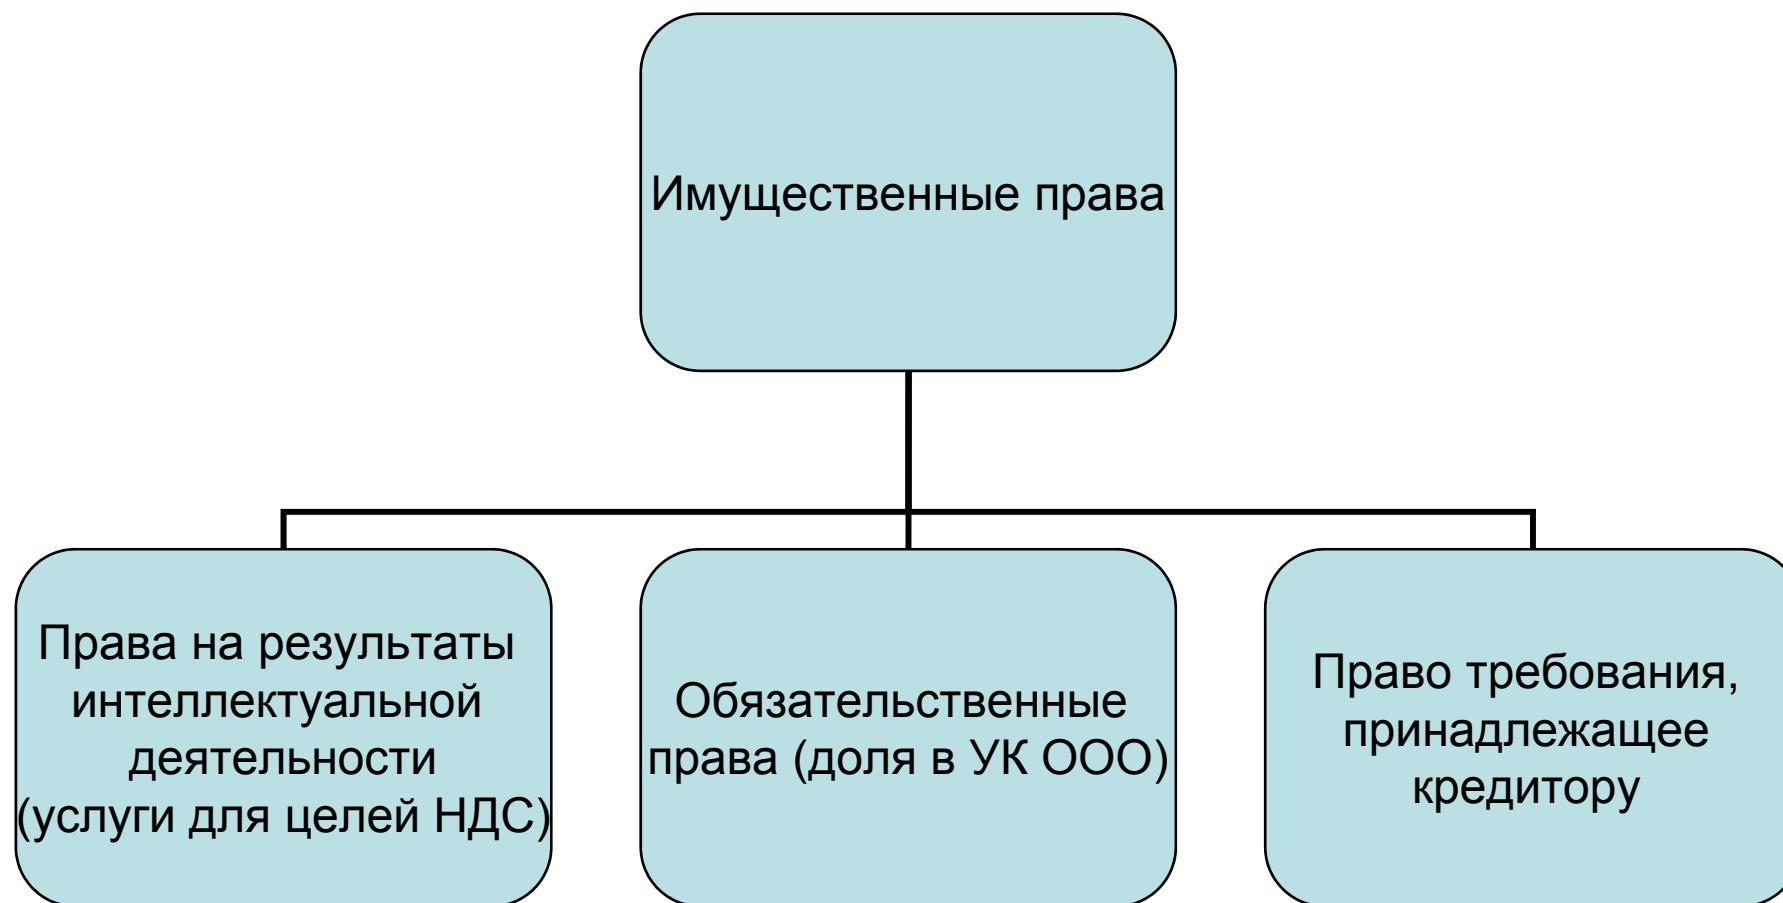 Имущественные права
Права на результаты
интеллектуальной
деятельности
(услуги для целей НДС)
Обязательственные
права (доля в УК ООО)
Право требования,
принадлежащее
кредитору